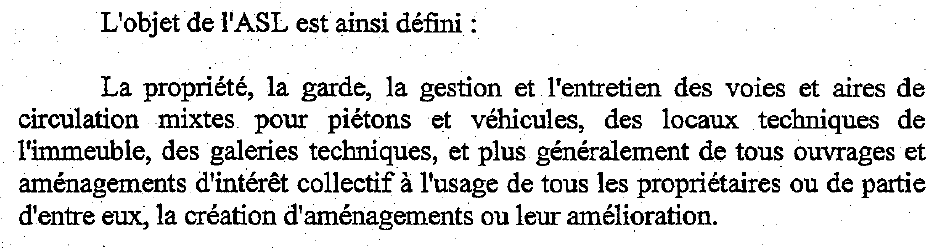 L'objet de l'ASL est ainsi défini :
La propriété, la garde, la gestion et l'entretien des voies et aires de
circulation mixtes pour piétons et véhicules, des locaux techniques de
l'immeuble, des galeries techniques, et plus généralement de tous ouvrages et
aménagements d'intérêt collectif à l'usage de tous les propriétaires ou de partie
d'entre eux, la création d'aménagements ou leur amélioration.